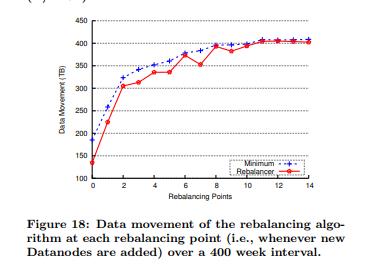 450
400
350
300
250
200
150
100
Data Movement (TB)
0 2 4 6 8 10 12 14
Rebalancing Points
Minimum
Rebalancer
Figure 18: Data movement of the rebalancing algo-
rithm at each rebalancing point (i.e., whenever new
Datanodes are added) over a 400 week interval.